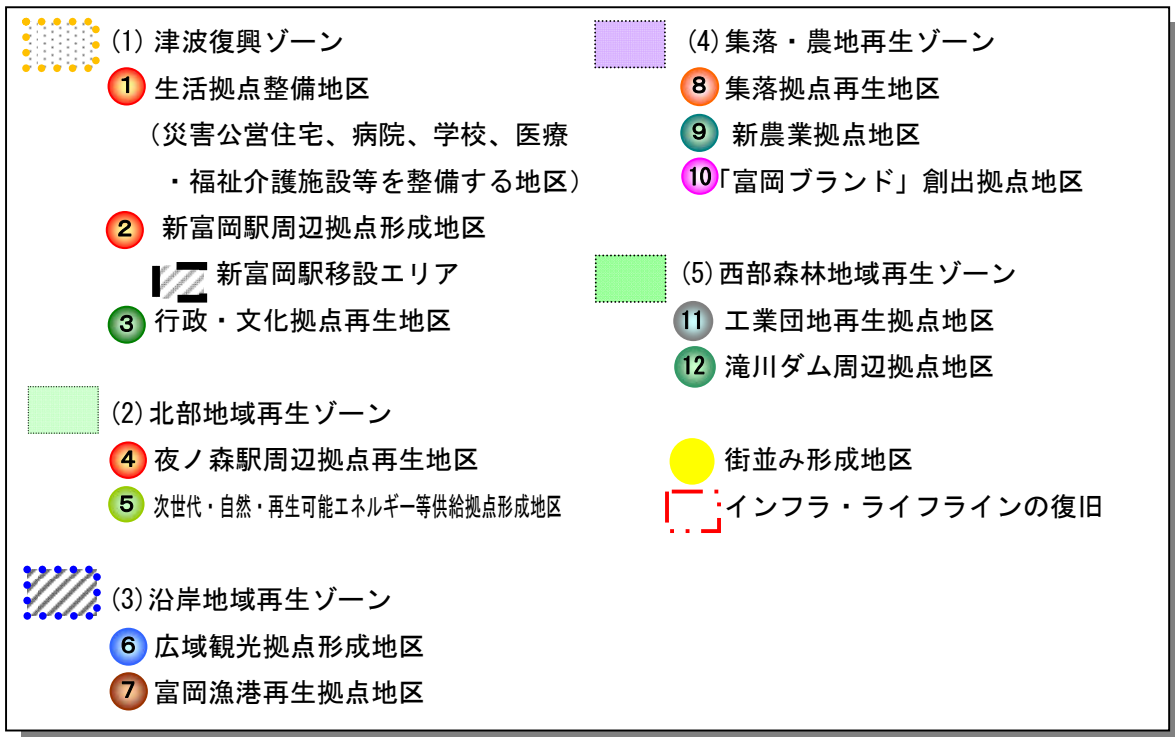 (1)津波復興ゾーン
1 生活拠点整備地区
(災害公営住宅、病院、学校、医療
・福祉介護施設等を整備する地区)
2 新富岡駅周辺拠点形成地区
新富岡駅移設エリア
3 行政・文化拠点再生地区
(2)北部地域再生ゾーン
4 夜ノ森駅周辺拠点再生地区
5 次世代・自然・再生可能エネルギー等供給拠点形成地区
(3)沿岸地域再生ゾーン
6 広域観光拠点形成地区
7 富岡漁港再生拠点地区
(4)集落・農地再生ゾーン
8 集落拠点再生地区
9 新農業拠点地区
10 「富岡ブランド」創出拠点地区
(5)西部森林地域再生ゾーン
11 工業団地再生拠点地区
12 滝川ダム周辺拠点地区
街並み形成地区
インフラ・ライフラインの復旧